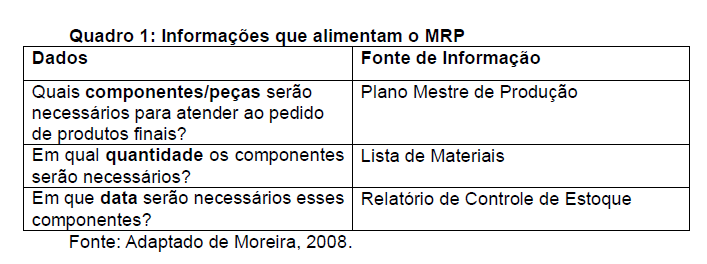 Quadro 1: Informações que alimentam o MRP
Dados
Fonte de Informação
Quais componentes/peças serão
necessários para atender ao pedido
de produtos finais?
Plano Mestre de Produção
Em qual quantidade os componentes
serão necessários?
Lista de Materiais
Em que data serão necessários esses
componentes?
Relatório de Controle de Estoque
Fonte: Adaptado de Moreira, 2008.